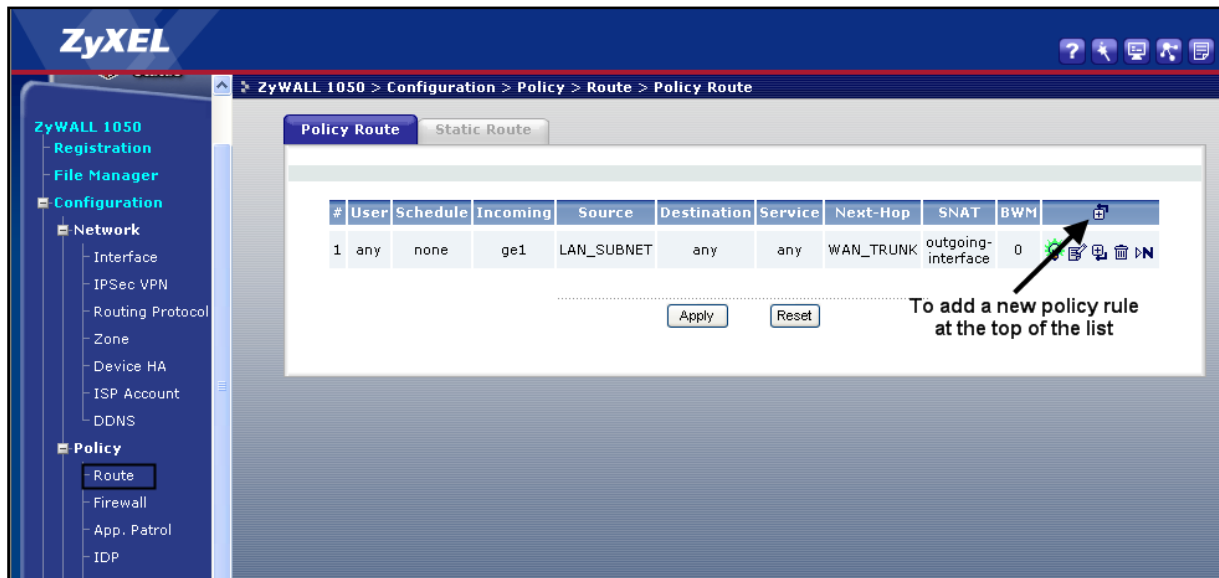 ZyXEL
ZyWALL 1050 > Configuration > Policy > Route > Policy Route
ZyWALL 1050
Registration
File Manager
Configuration
Network
Interface
IPSec VPN
Routing Protocol
Zone
Device HA
ISP Account
DDNS
Policy
Route
Firewall
App. Patrol
IDP
Policy Route Static Route
# User Schedule Incoming Source Destination Service Next-Hop SNAT BWM
1 any none ge1 LAN_SUBNET any any WAN_TRUNK outgoing-interface 0 N
Apply Reset
To add a new policy rule
at the top of the list